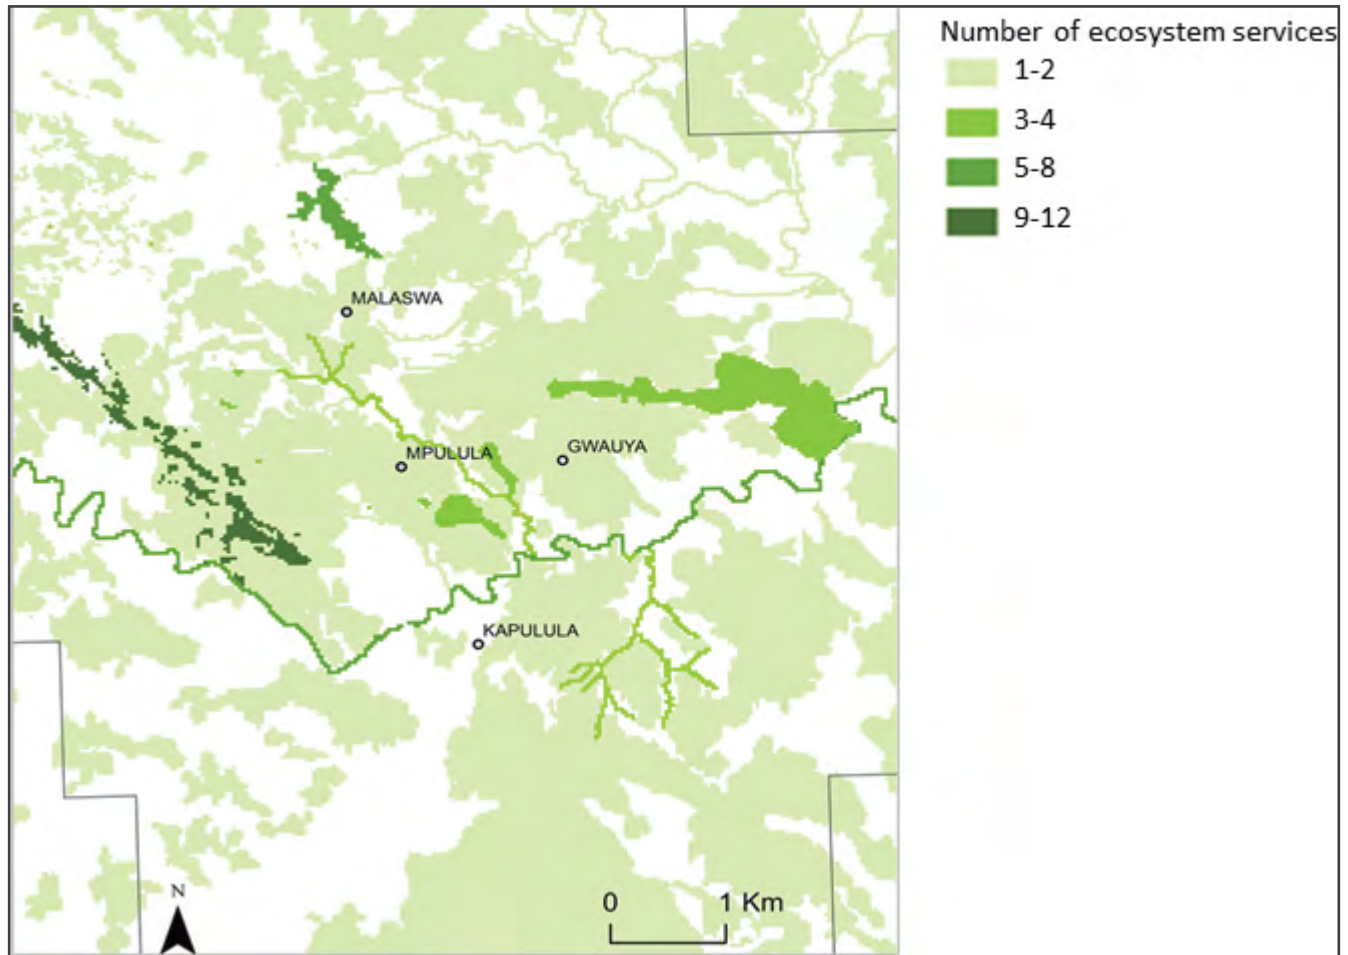 Number of ecosystem services
1-2
3-4
5-8
9-12
MALASWA
MPULULA
GWAUYA
KAPULULA
N
0 1 Km